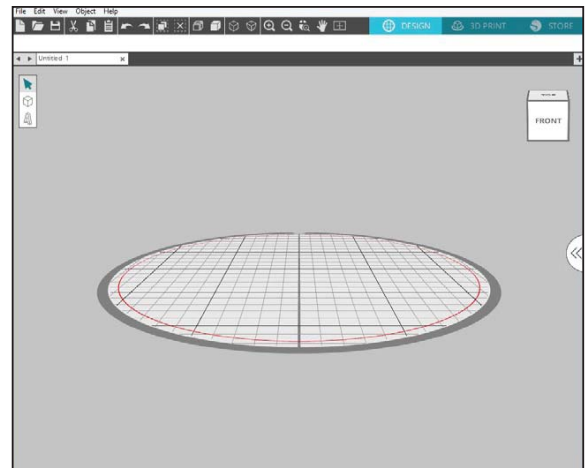 File Edit View Object Help
DESIGN 3D PRINT STORE
Untitled 1 x
FRONT